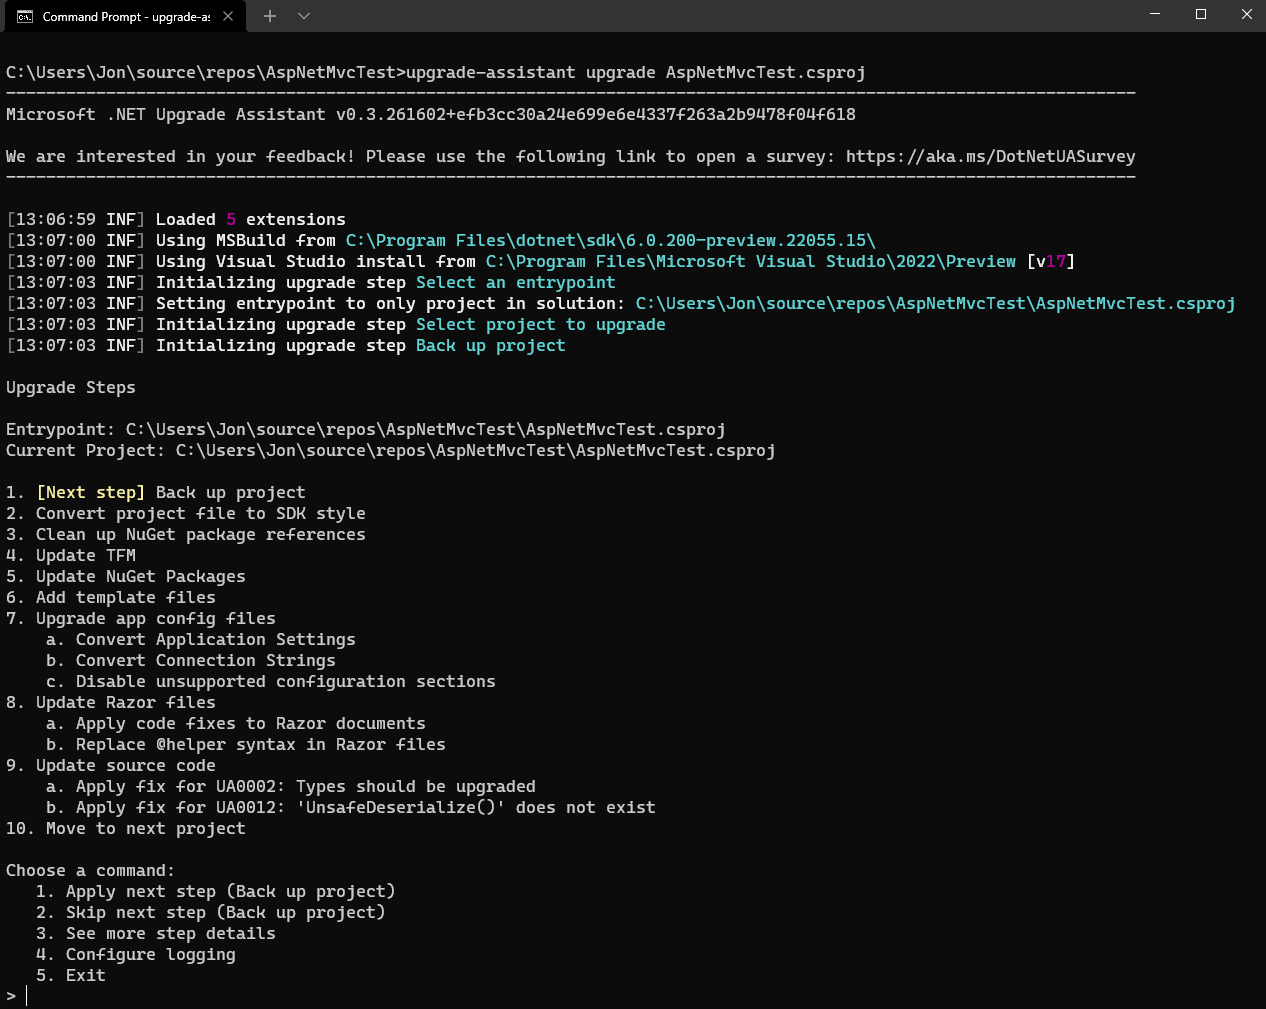 Command Prompt - upgrade-as
C:\Users\Jon\source\repos\AspNetMvcTest>upgrade-assistant upgrade AspNetMvcTest.csproj
-----------------------------------------------------------------------------------------------------------------
Microsoft .NET Upgrade Assistant v0.3.261602+efb3cc30a24e699e6e4337f263a2b9478f04f618
We are interested in your feedback! Please use the following link to open a survey: https://aka.ms/DotNetUASurvey
-----------------------------------------------------------------------------------------------------------------
[13:06:59 INF] Loaded 5 extensions
[13:07:00 INF] Using MSBuild from C:\Program Files\dotnet\sdk\6.0.200-preview.22055.15\
[13:07:00 INF] Using Visual Studio install from C:\Program Files\Microsoft Visual Studio\2022\Preview [v17]
[13:07:03 INF] Initializing upgrade step Select an entrypoint
[13:07:03 INF] Setting entrypoint to only project in solution: C:\Users\Jon\source\repos\AspNetMvcTest\AspNetMvcTest.csproj
[13:07:03 INF] Initializing upgrade step Select project to upgrade
[13:07:03 INF] Initializing upgrade step Back up project
Upgrade Steps
Entrypoint: C:\Users\Jon\source\repos\AspNetMvcTest\AspNetMvcTest.csproj
Current Project: C:\Users\Jon\source\repos\AspNetMvcTest\AspNetMvcTest.csproj
1. [Next step] Back up project
2. Convert project file to SDK style
3. Clean up NuGet package references
4. Update TFM
5. Update NuGet Packages
6. Add template files
7. Upgrade app config files
a. Convert Application Settings
b. Convert Connection Strings
c. Disable unsupported configuration sections
8. Update Razor files
a. Apply code fixes to Razor documents
b. Replace @helper syntax in Razor files
9. Update source code
a. Apply fix for UA0002: Types should be upgraded
b. Apply fix for UA0012: 'UnsafeDeserialize()' does not exist
10. Move to next project
Choose a command:
1. Apply next step (Back up project)
2. Skip next step (Back up project)
3. See more step details
4. Configure logging
5. Exit
>